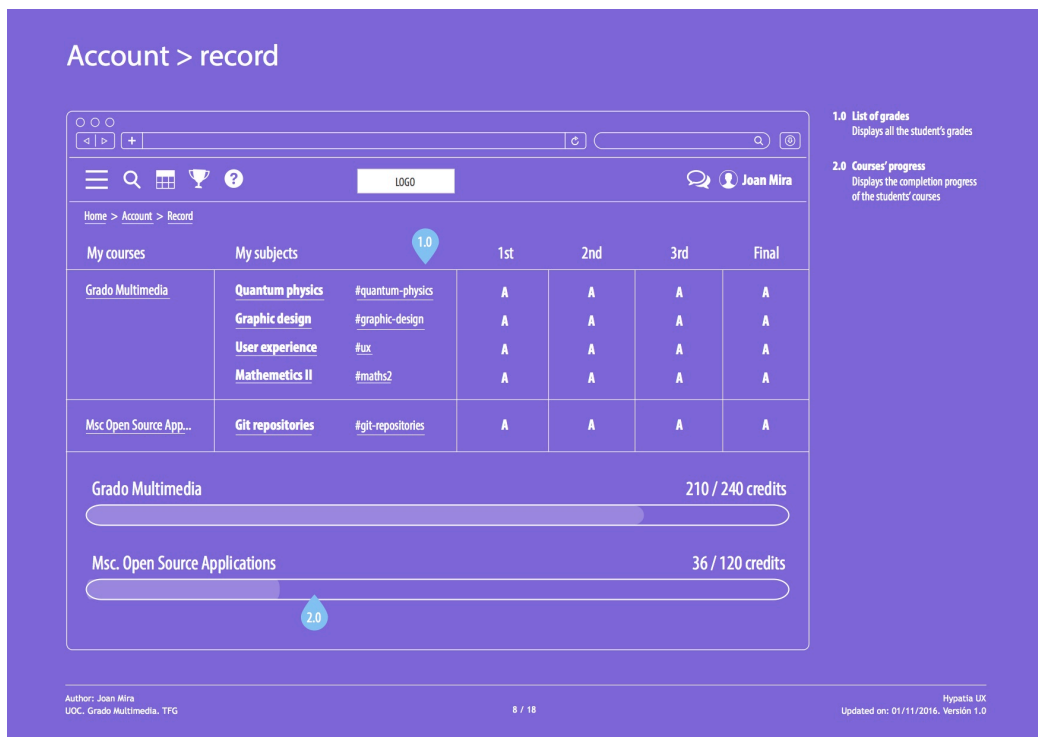 Account > record
1.0 List of grades
Displays all the student's grades
2.0 Courses' progress
Displays the completion progress
of the students' courses
?
LOGO
Joan Mira
Home > Account > Record
My courses
My subjects
1.0
1st
2nd
3rd
Final
Grado Multimedia
Quantum physics #quantum-physics A A A A
Graphic design #graphic-design A A A A
User experience #ux A A A A
Mathemetics II #maths2 A A A A
Msc Open Source App... Git repositories #git-repositories A A A A
Grado Multimedia 210 / 240 credits
Msc. Open Source Applications 36 / 120 credits
2.0
Author: Joan Mira
UOC. Grado Multimedia. TFG
8 / 18
Hypatia UX
Updated on: 01/11/2016. Versión 1.0